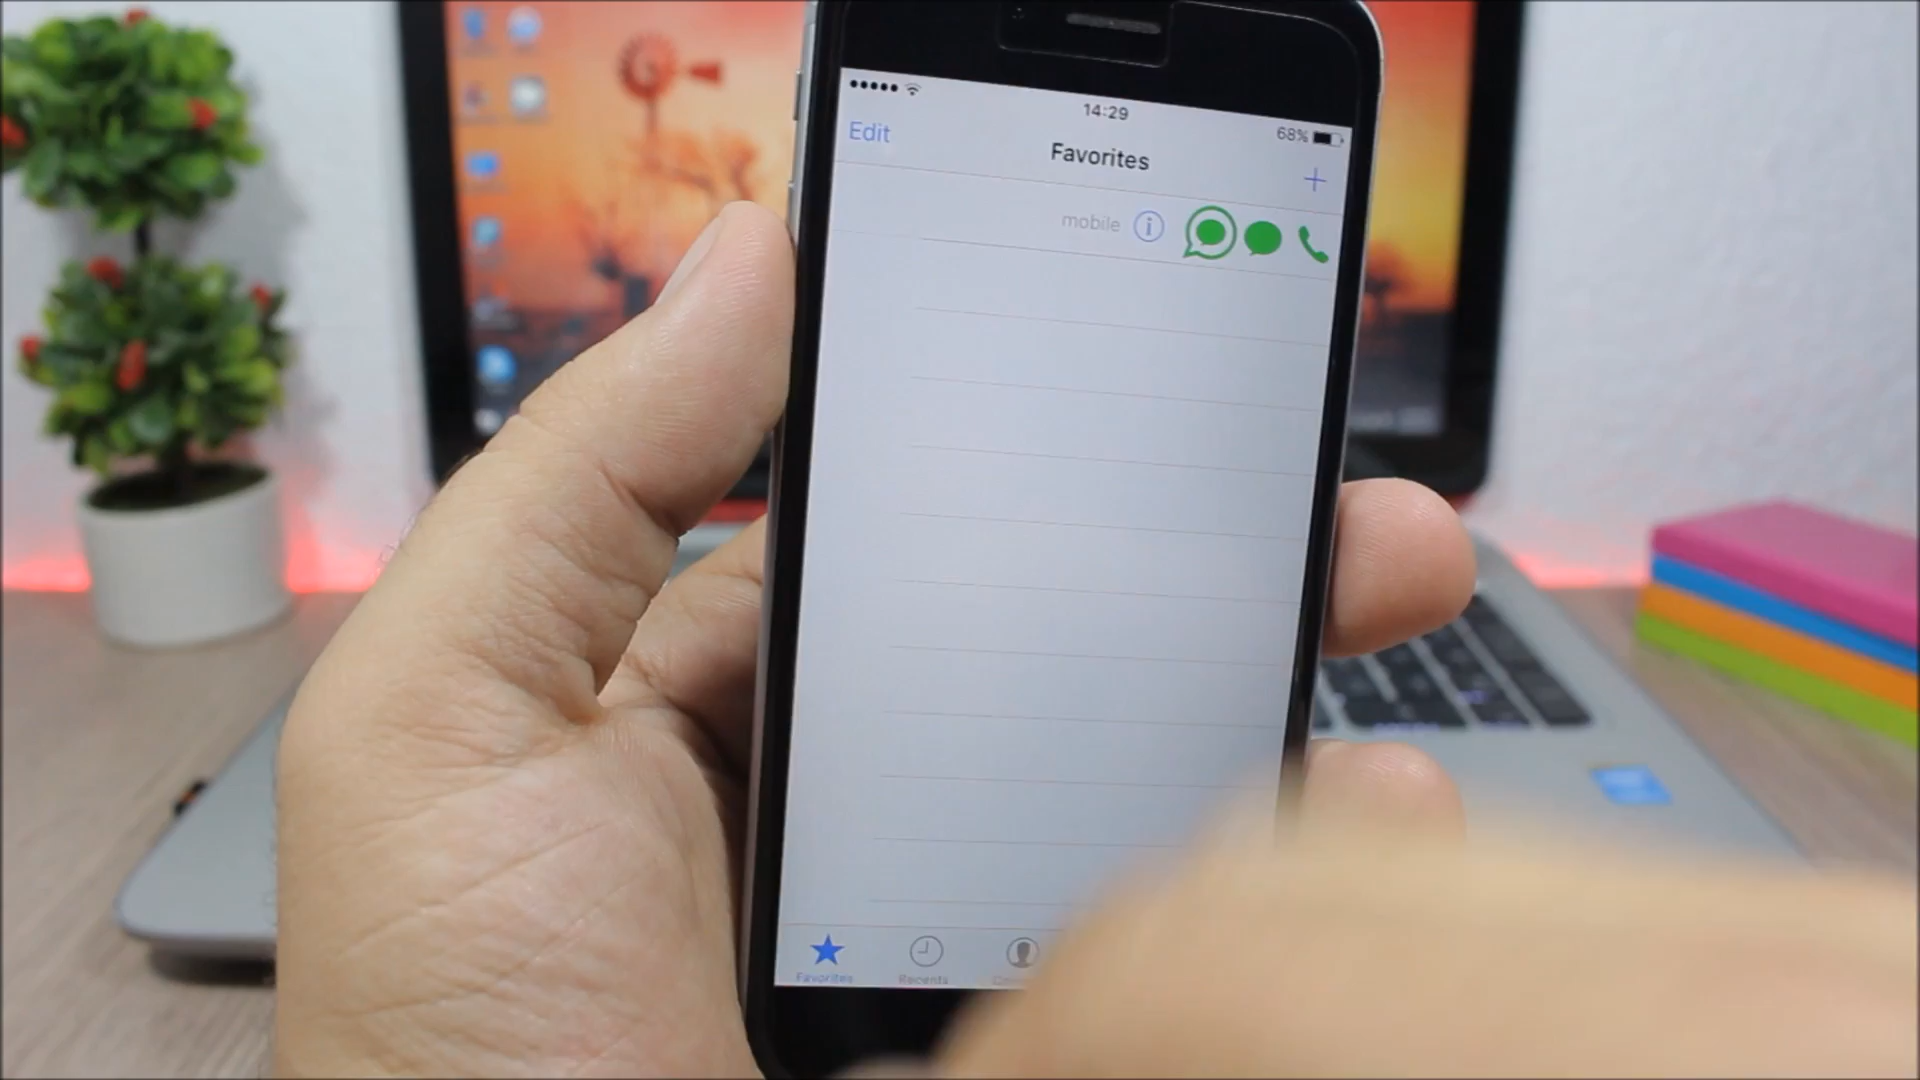 14:29
68%
Edit
Favorites
+
mobile
Favorites
Recents